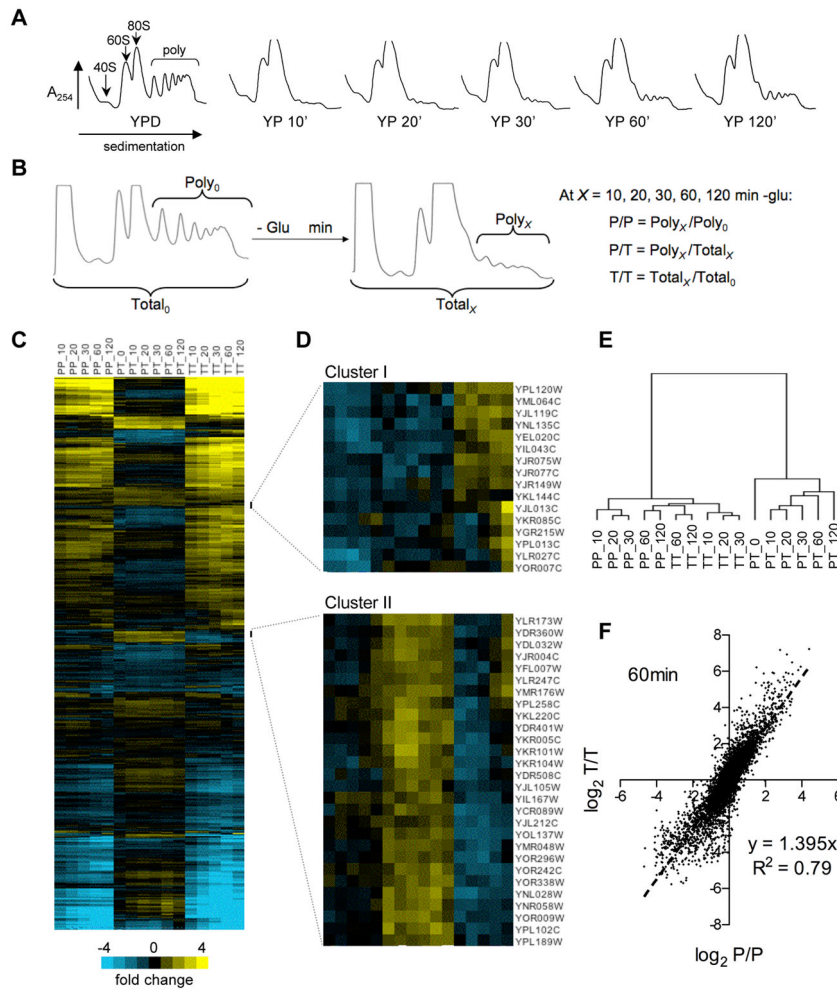 A
40S
60S
80S
poly
A254
YPD
sedimentation
YP 10'
YP 20'
YP 30'
YP 60'
YP 120'
B
Poly0
Total0
- Glu min
PolyX
TotalX
At X = 10, 20, 30, 60, 120 min -glu:
P/P = PolyX/Poly0
P/T = PolyX/TotalX
T/T = TotalX/Total0
C
PP_10
PP_20
PP_30
PP_60
PP_120
PT_0
PT_10
PT_20
PT_30
PT_60
PT_120
TT_10
TT_20
TT_30
TT_60
TT_120
-4 0 4
fold change
D
Cluster I
YPL120W
YML064C
YJL119C
YNL135C
YEL020C
YIL043C
YJR075W
YJR077C
YJR149W
YKL144C
YJL013C
YKR085C
YGR215W
YPL013C
YLR027C
YOR007C
Cluster II
YLR173W
YDR360W
YDL032W
YJR004C
YFL007W
YLR247C
YMR176W
YPL258C
YKL220C
YDR401W
YKR005C
YKR101W
YKR104W
YDR508C
YJL105W
YIL167W
YCR089W
YJL212C
YOL137W
YMR048W
YOR296W
YOR242C
YOR338W
YNL028W
YNR058W
YOR009W
YPL102C
YPL189W
E
PP_10
PP_20
PP_30
PP_60
PP_120
TT_60
TT_120
TT_10
TT_20
TT_30
PT_0
PT_10
PT_20
PT_30
PT_60
PT_120
F
60min
8
6
4
2
-6 -4 -2 2 4 6
-2
-4
-6
-8
log2 T/T
y = 1.395x
R2 = 0.79
log2 P/P